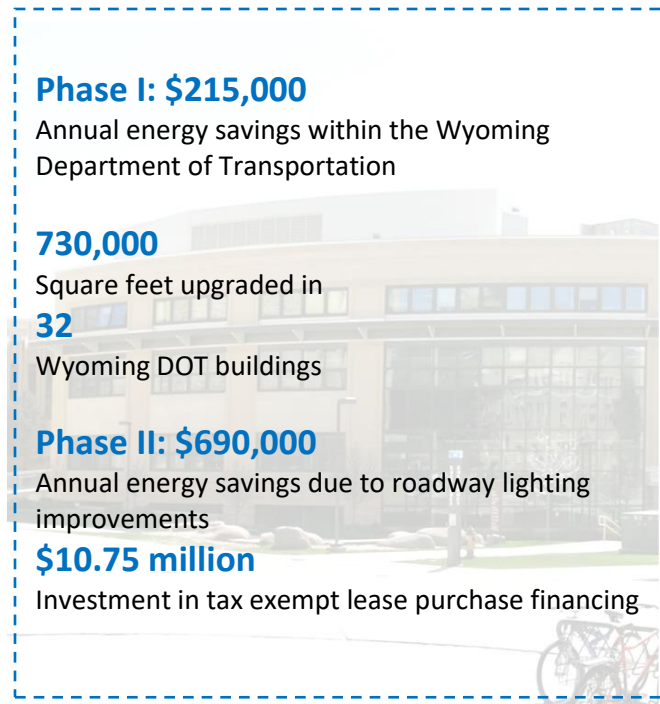 Phase I: $215,000
Annual energy savings within the Wyoming
Department of Transportation
730,000
Square feet upgraded in
32
Wyoming DOT buildings
Phase II: $690,000
Annual energy savings due to roadway lighting
improvements
$10.75 million
Investment in tax exempt lease purchase financing